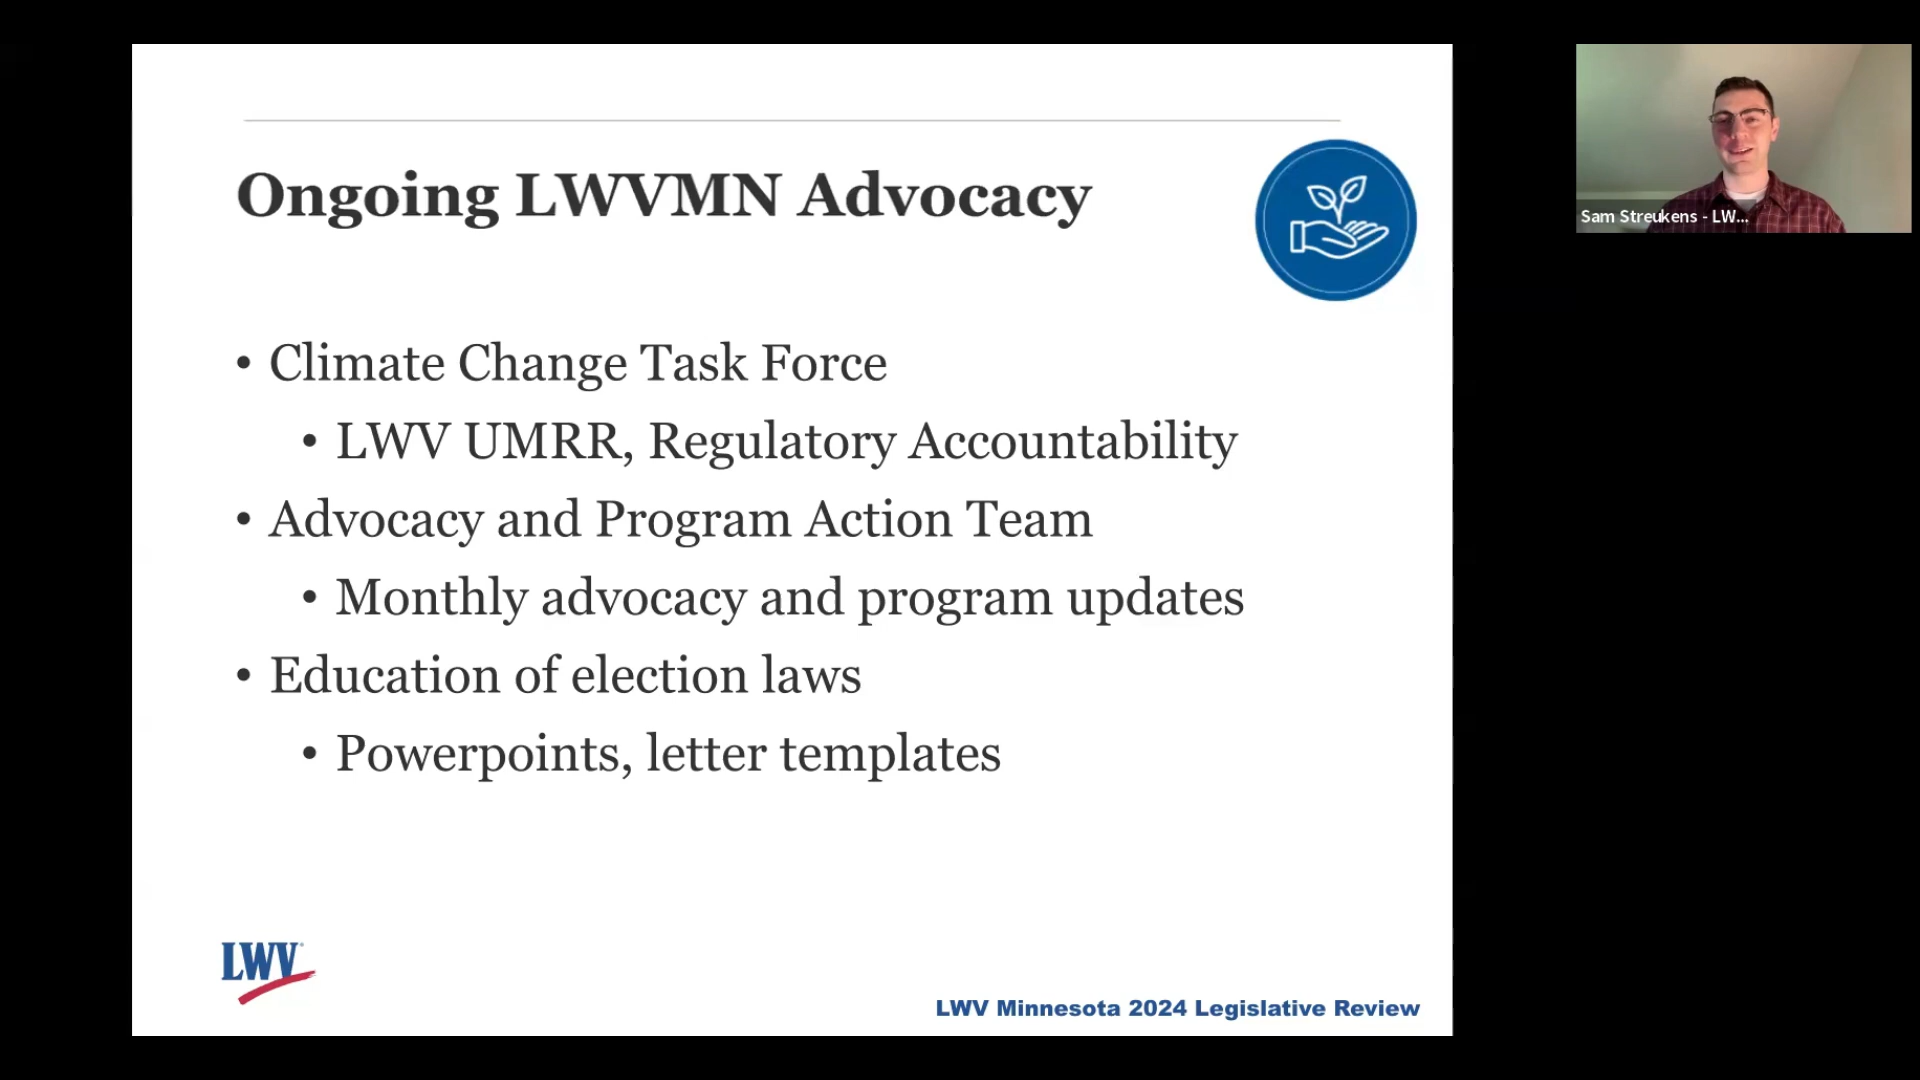 Ongoing LWVMN Advocacy
• Climate Change Task Force
• LWV UMRR, Regulatory Accountability
• Advocacy and Program Action Team
• Monthly advocacy and program updates
• Education of election laws
• Powerpoints, letter templates
LWV
LWV Minnesota 2024 Legislative Review
Sam Streukens - LW...